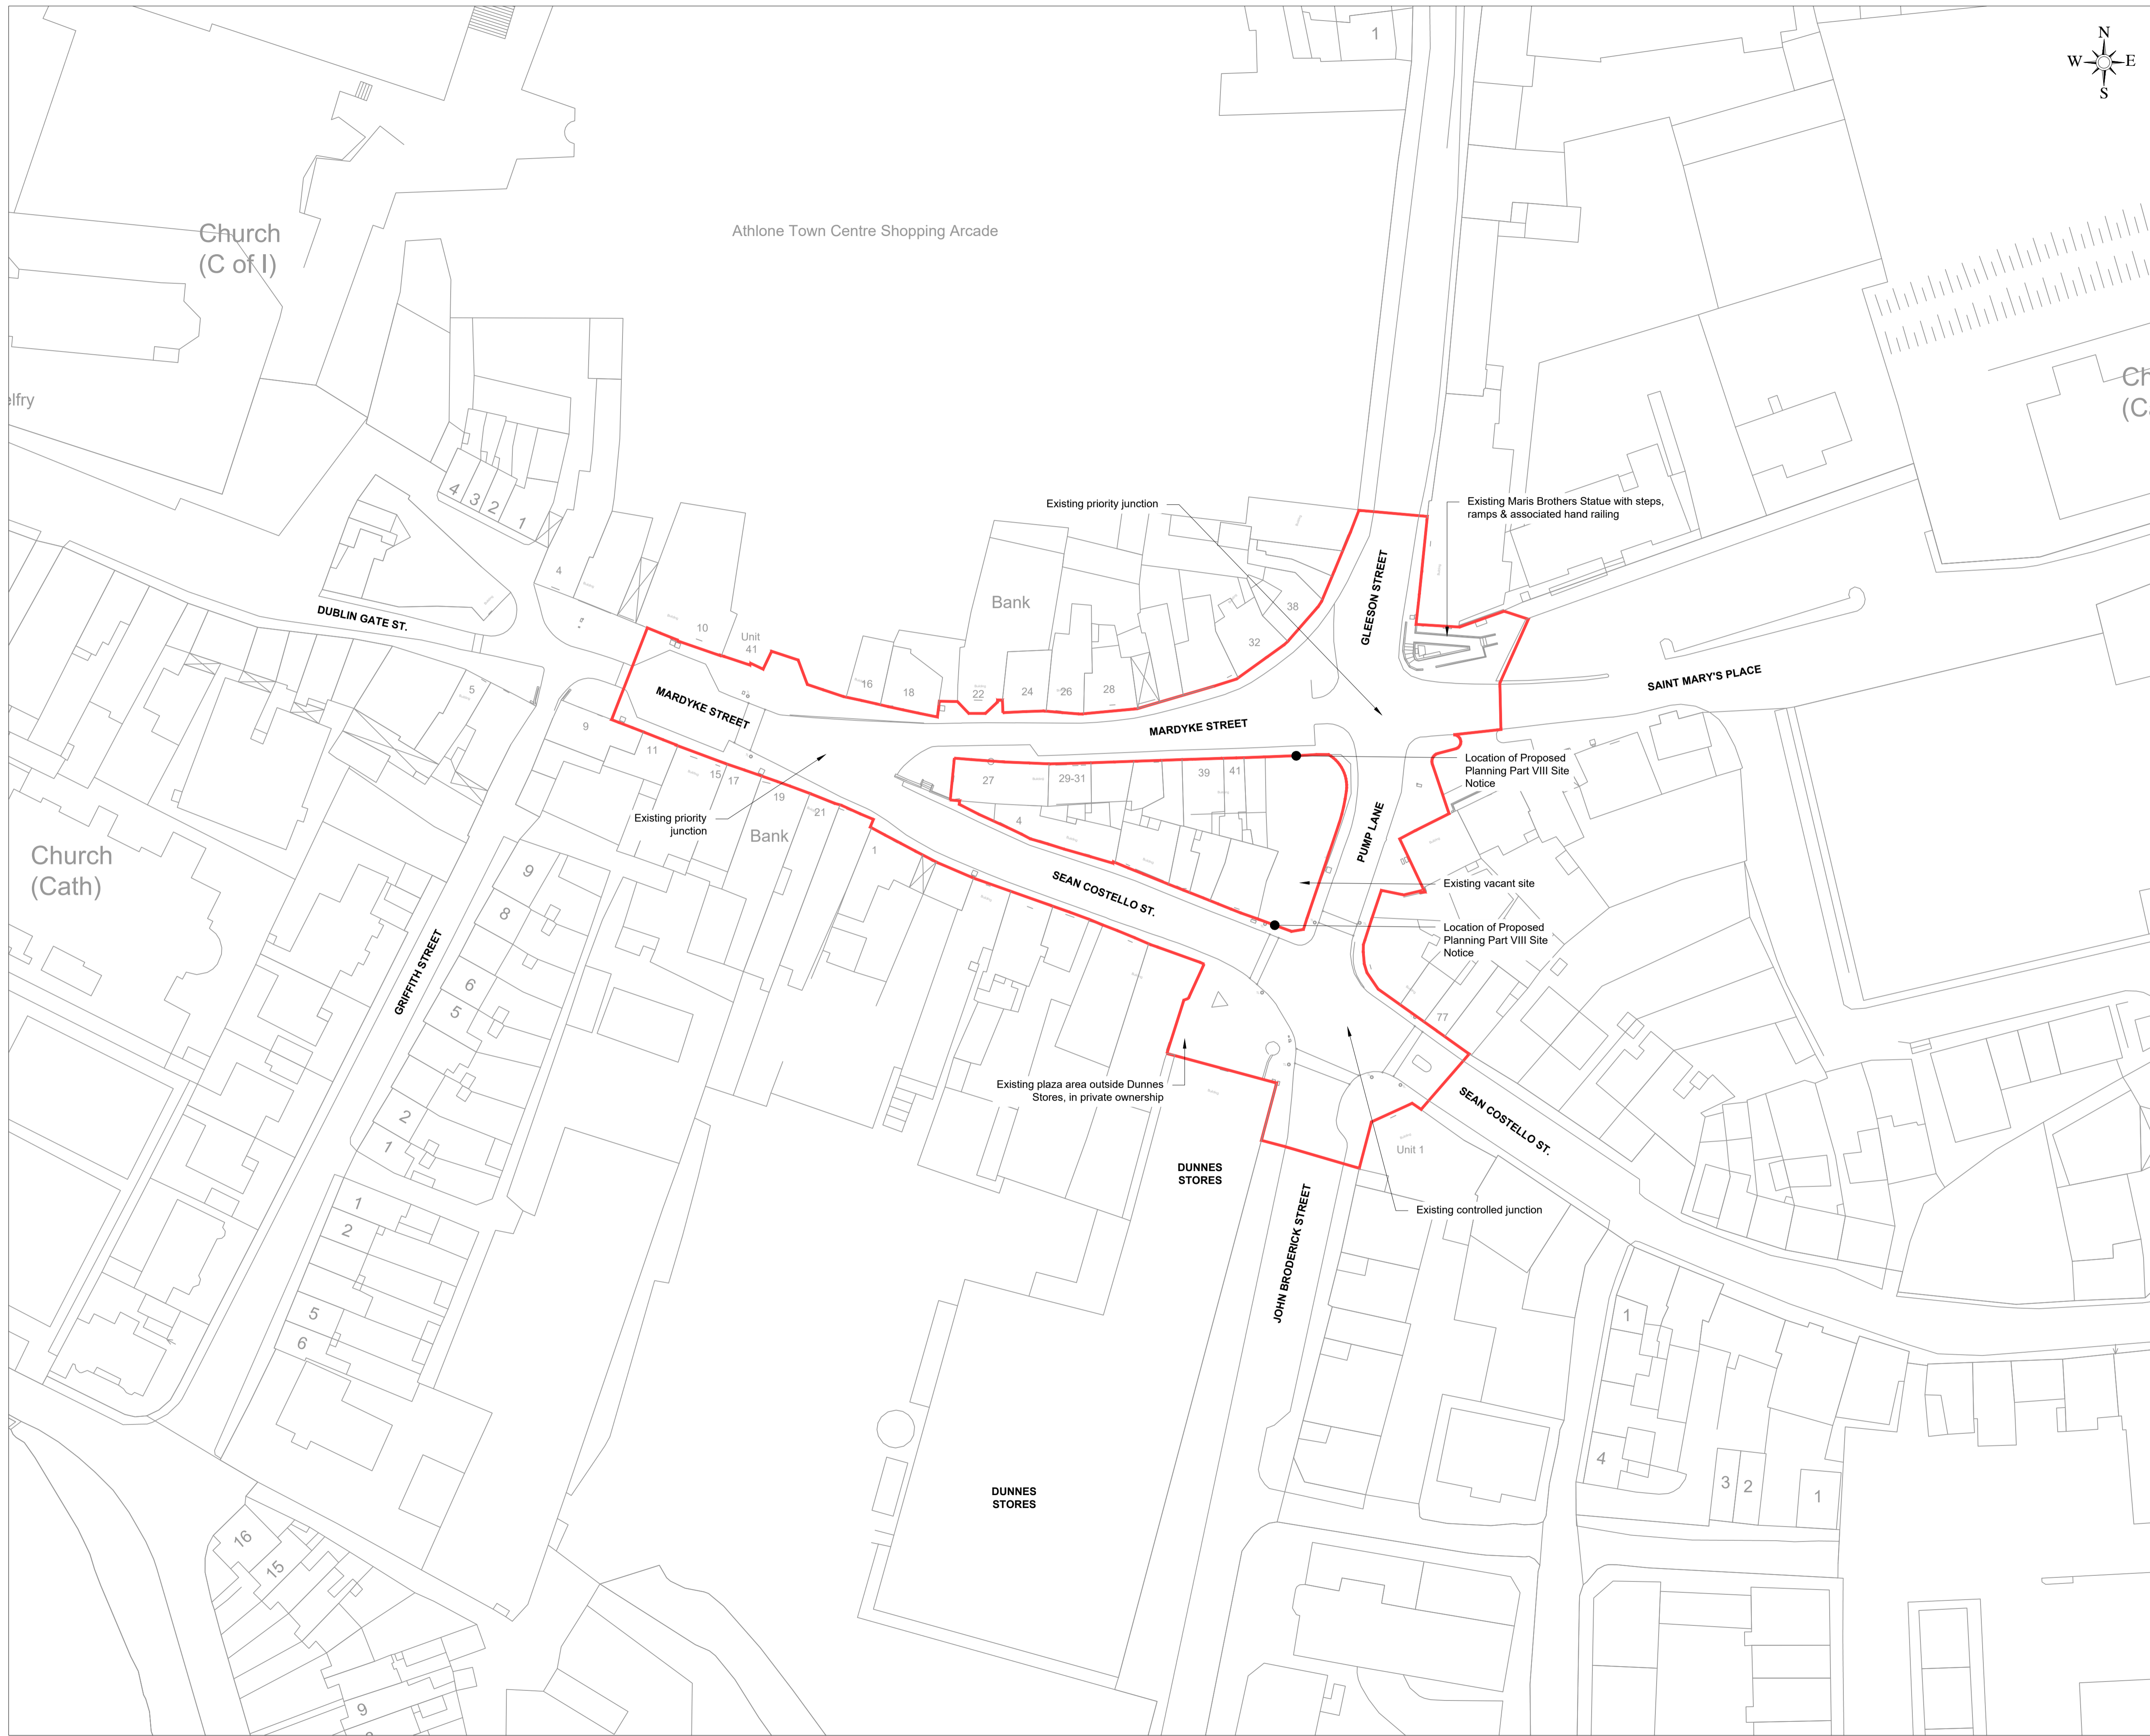 1
N
W
E
S
Church
(C of I)
Athlone Town Centre Shopping Arcade
elfry
Ch
(Ca
4
3
2
1
Existing priority junction
Existing Maris Brothers Statue with steps,
ramps & associated hand railing
GLEESON STREET
DUBLIN GATE ST.
4
10
Unit
41
Bank
38
32
5
9
11
MARDYKE STREET
16
18
22
24
26
28
MARDYKE STREET
SAINT MARY'S PLACE
15
17
19
21
Bank
Existing priority
junction
27
29-31
39
41
4
1
Location of Proposed
Planning Part VIII Site
Notice
PUMP LANE
Church
(Cath)
SEAN COSTELLO ST.
Existing vacant site
Location of Proposed
Planning Part VIII Site
Notice
GRIFFITH STREET
9
8
6
5
2
1
77
Existing plaza area outside Dunnes
Stores, in private ownership
SEAN COSTELLO ST.
Unit 1
DUNNES
STORES
Existing controlled junction
JOHN BRODERICK STREET
1
2
5
6
1
4
3
2
1
DUNNES
STORES
16
15
9